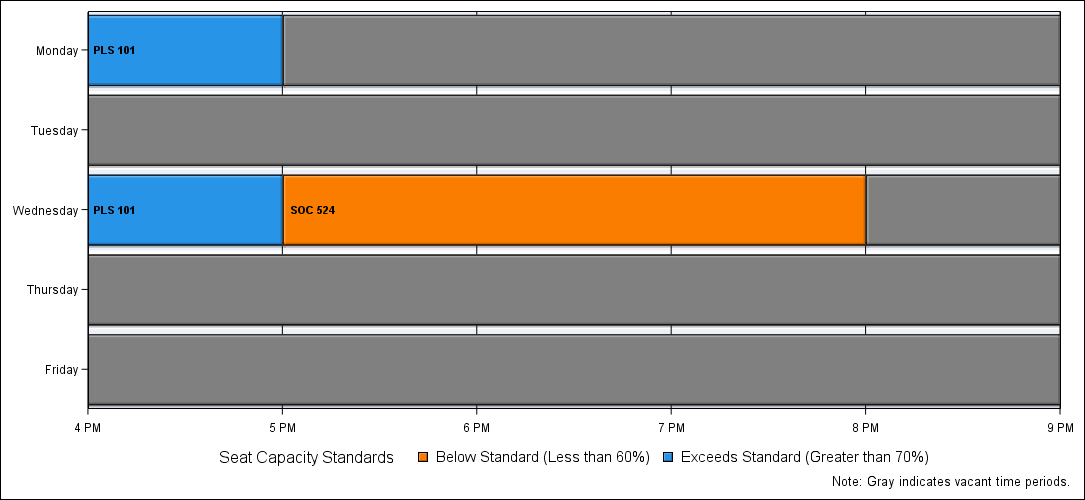 Monday PLS 101
Tuesday
Wednesday PLS 101 SOC 524
Thursday
Friday
4 PM 5 PM 6 PM 7 PM 8 PM 9 PM
Seat Capacity Standards Below Standard (Less than 60%) Exceeds Standard (Greater than 70%)
Note: Gray indicates vacant time periods.